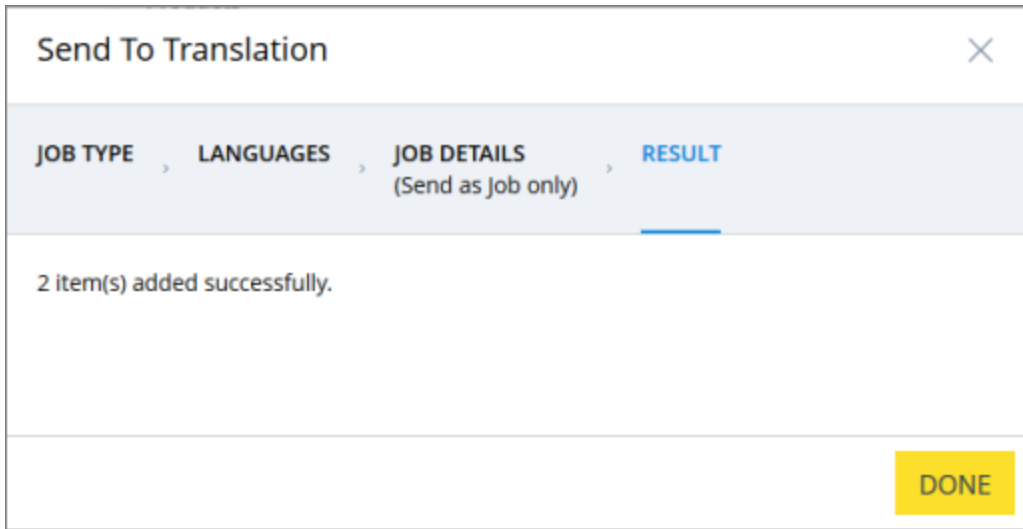 Send To Translation
JOB TYPE › LANGUAGES › JOB DETAILS › RESULT
(Send as Job only)
2 item(s) added successfully.
DONE